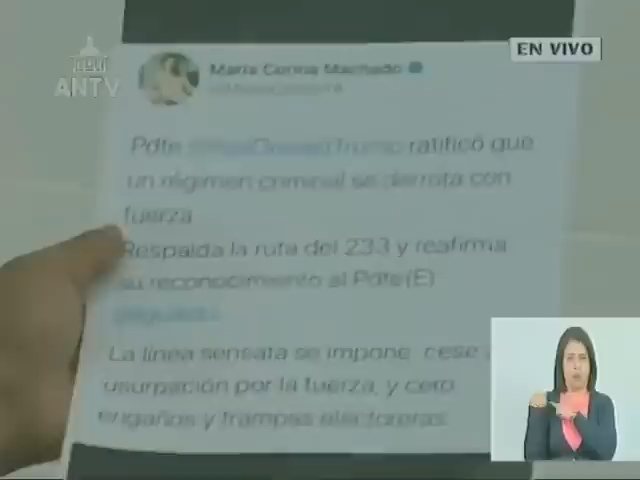 ANTV
EN VIVO
María Corina Machado
Pdte ratificó que
un régimen criminal se derrota con
fuerza
Respalda la ruta del 233 y reafirma
su reconocimiento al Pdte(E)
La línea sensata se impone: cese
usurpación por la fuerza, y cero
engaños y trampas electoreras